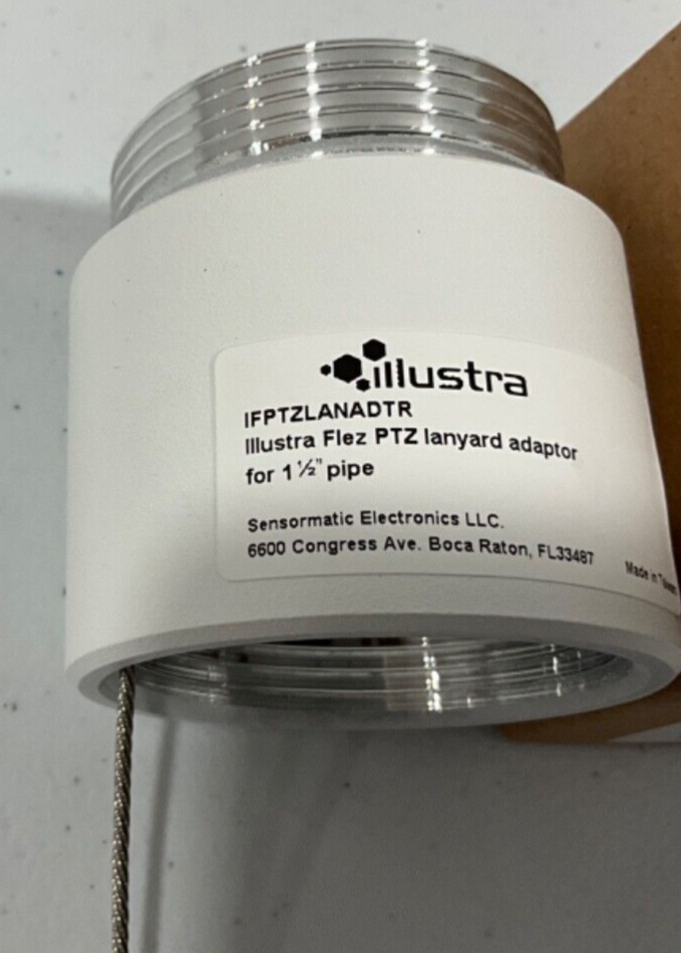 illustra
IFPTZLANADTR
Illustra Flez PTZ lanyard adaptor
for 1 ½" pipe
Sensormatic Electronics LLC.
6600 Congress Ave. Boca Raton, FL33487
Made in Taiwan